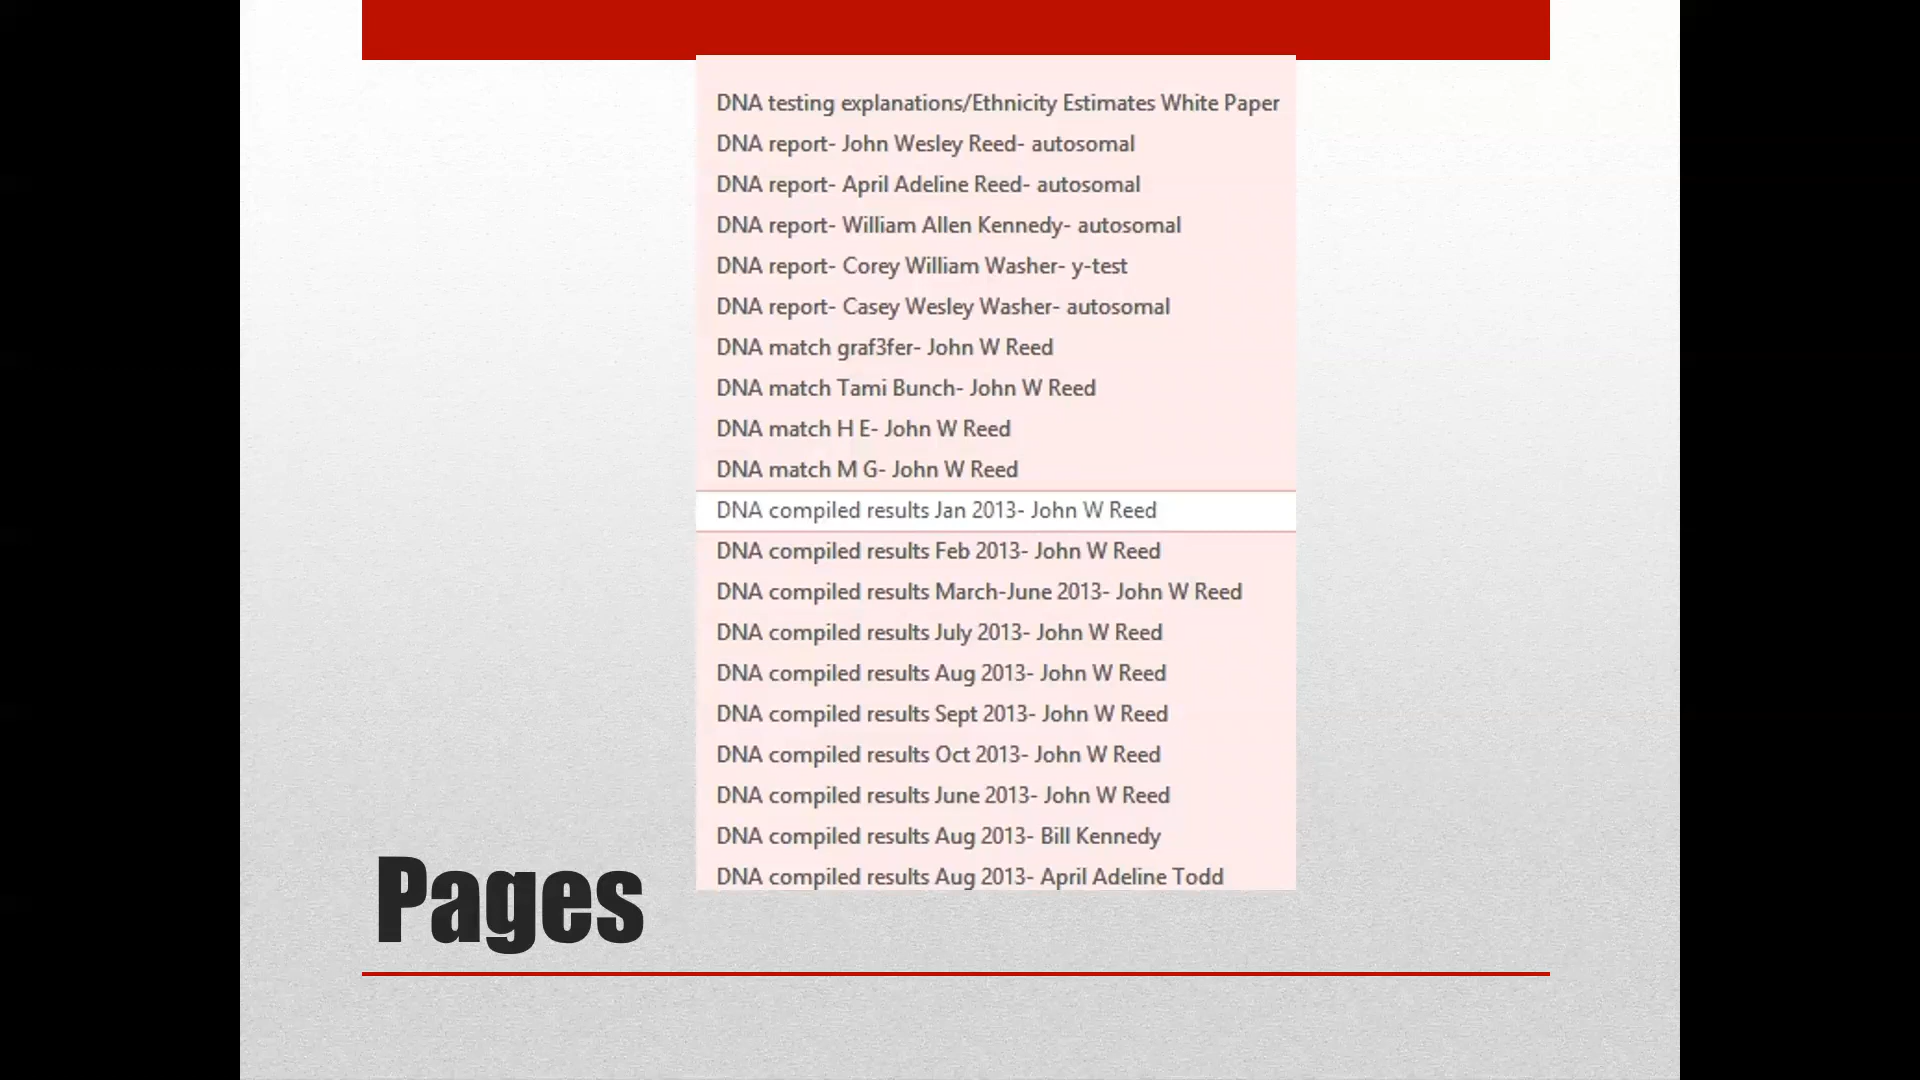 DNA testing explanations/Ethnicity Estimates White Paper
DNA report- John Wesley Reed- autosomal
DNA report- April Adeline Reed- autosomal
DNA report- William Allen Kennedy- autosomal
DNA report- Corey William Washer- y-test
DNA report- Casey Wesley Washer- autosomal
DNA match graf3fer- John W Reed
DNA match Tami Bunch- John W Reed
DNA match H E- John W Reed
DNA match M G- John W Reed
DNA compiled results Jan 2013- John W Reed
DNA compiled results Feb 2013- John W Reed
DNA compiled results March-June 2013- John W Reed
DNA compiled results July 2013- John W Reed
DNA compiled results Aug 2013- John W Reed
DNA compiled results Sept 2013- John W Reed
DNA compiled results Oct 2013- John W Reed
DNA compiled results June 2013- John W Reed
DNA compiled results Aug 2013- Bill Kennedy
DNA compiled results Aug 2013- April Adeline Todd
Pages